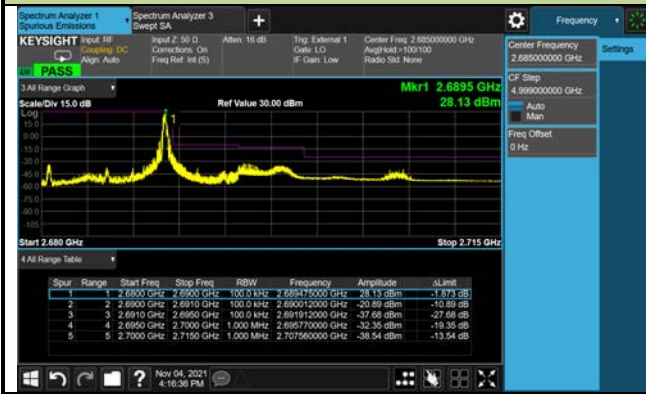 Spectrum Analyzer 1
Spurious Emissions
Spectrum Analyzer 3
Swept SA
+
Frequency
KEYSIGHT
Input: RF
Coupling: DC
Align: Auto
Input Z: 50 Ω
Corrections: On
Freq Ref: Int (S)
Atten: 16 dB
Trig: External 1
Gate: LO
IF Gain: Low
Center Freq: 2.685000000 GHz
Avg|Hold:>100/100
Radio Std: None
PASS
Center Frequency
2.685000000 GHz
Settings
CF Step
4.999000000 GHz
Auto
Man
Freq Offset
0 Hz
3 All Range Graph
Mkr1 2.6895 GHz
28.13 dBm
Scale/Div 15.0 dB
Ref Value 30.00 dBm
Log
15.0
0.00
-15.0
-30.0
-45.0
-60.0
-75.0
-90.0
-105
1
Start 2.680 GHz
Stop 2.715 GHz
4 All Range Table
Spur Range Start Freq Stop Freq RBW Frequency Amplitude ΔLimit
1 1 2.6800 GHz 2.6900 GHz 100.0 kHz 2.689475000 GHz 28.13 dBm -1.873 dB
2 2 2.6900 GHz 2.6910 GHz 100.0 kHz 2.690012000 GHz -20.89 dBm -10.89 dB
3 3 2.6910 GHz 2.6950 GHz 100.0 kHz 2.691912000 GHz -37.68 dBm -27.68 dB
4 4 2.6950 GHz 2.7000 GHz 1.000 MHz 2.695770000 GHz -32.35 dBm -19.35 dB
5 5 2.7000 GHz 2.7150 GHz 1.000 MHz 2.707560000 GHz -38.54 dBm -13.54 dB
?
Nov 04, 2021
4:16:36 PM